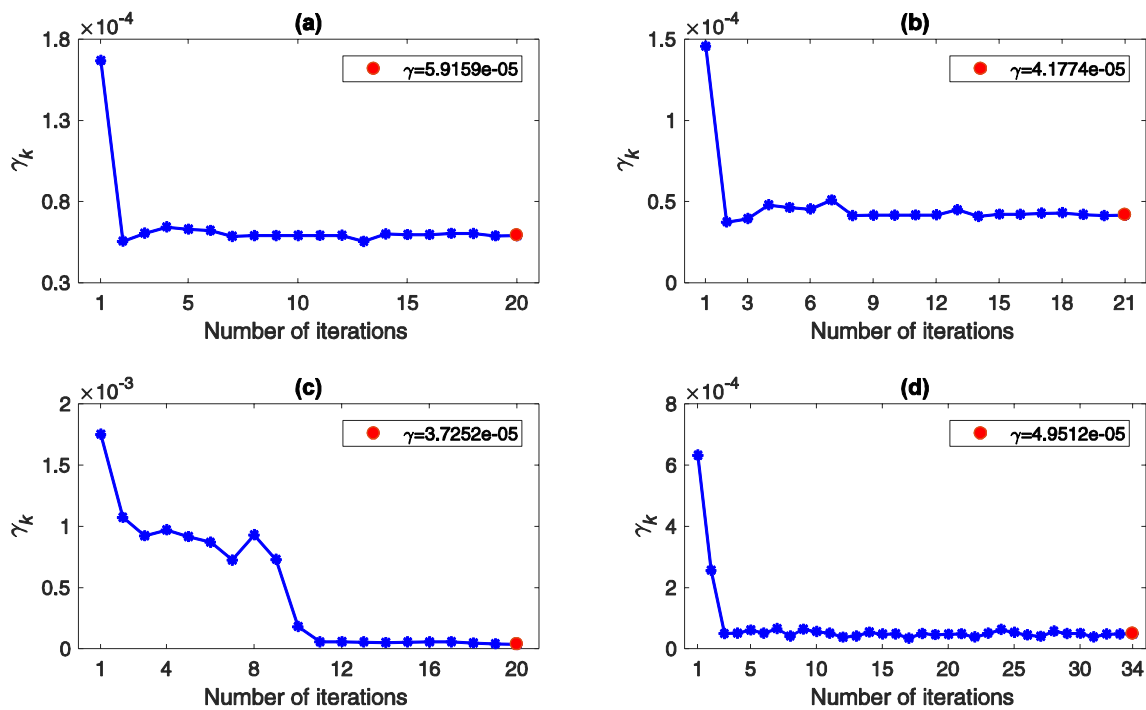 (a)
×10⁻⁴
1.8
1.3
0.8
0.3
γₖ
γ=5.9159e-05
1 5 10 15 20
Number of iterations
(b)
×10⁻⁴
1.5
1
0.5
0
γₖ
γ=4.1774e-05
1 3 6 9 12 15 18 21
Number of iterations
(c)
×10⁻³
2
1.5
1
0.5
0
γₖ
γ=3.7252e-05
1 4 8 12 16 20
Number of iterations
(d)
×10⁻⁴
8
6
4
2
0
γₖ
γ=4.9512e-05
1 5 10 15 20 25 30 34
Number of iterations